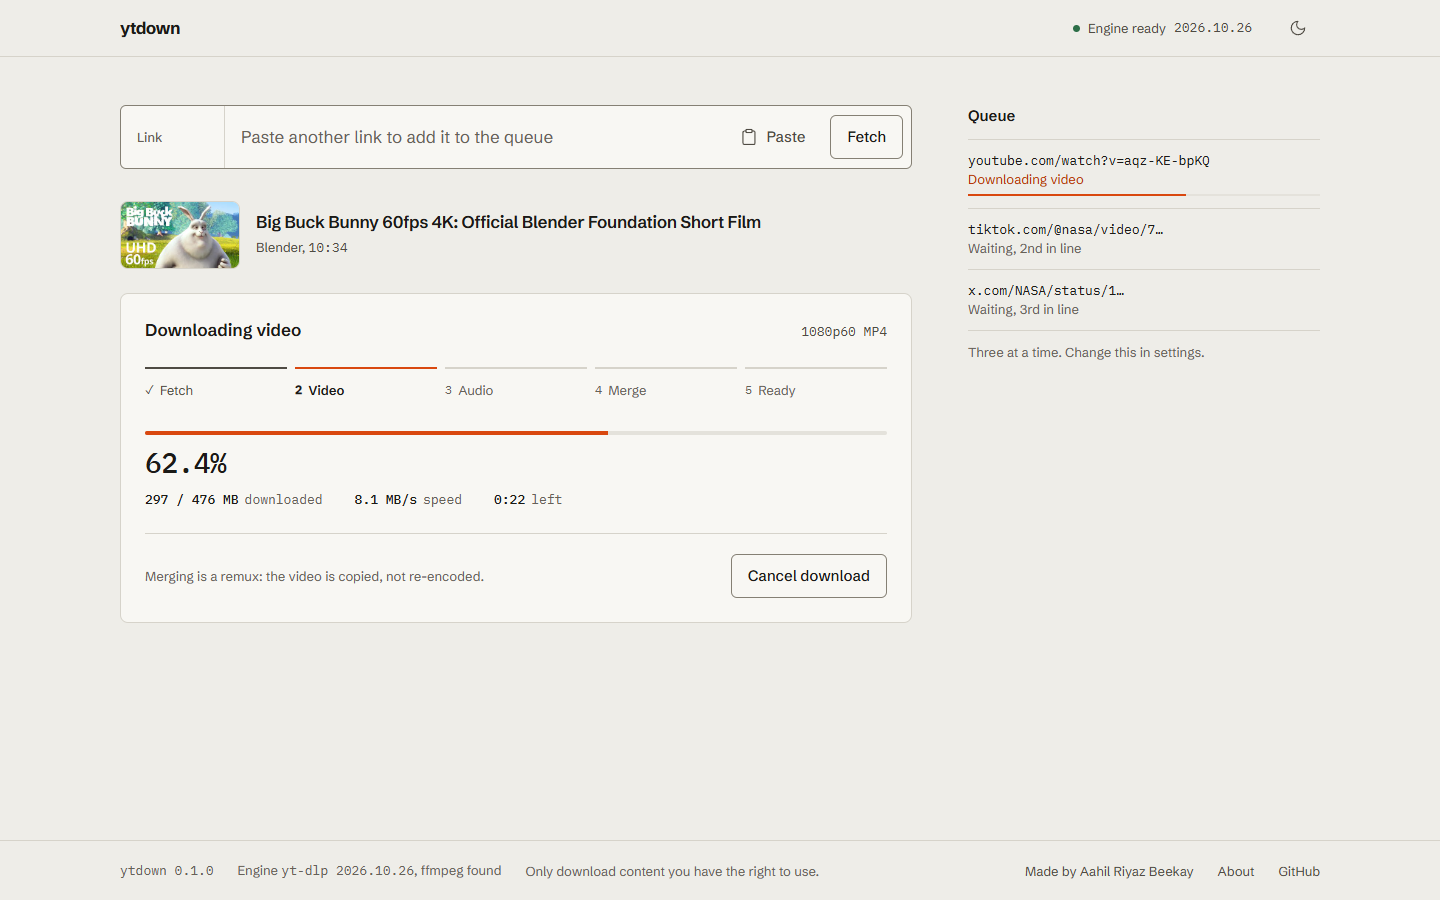 ytdown
Engine ready 2026.10.26
Link
Paste another link to add it to the queue
Paste
Fetch
Big Buck
BUNNY
UHD
60fps
Big Buck Bunny 60fps 4K: Official Blender Foundation Short Film
Blender, 10:34
Downloading video
1080p60 MP4
✓ Fetch
2 Video
3 Audio
4 Merge
5 Ready
62.4%
297 / 476 MB downloaded
8.1 MB/s speed
0:22 left
Merging is a remux: the video is copied, not re-encoded.
Cancel download
Queue
youtube.com/watch?v=aqz-KE-bpKQ
Downloading video
tiktok.com/@nasa/video/7…
Waiting, 2nd in line
x.com/NASA/status/1…
Waiting, 3rd in line
Three at a time. Change this in settings.
ytdown 0.1.0
Engine yt-dlp 2026.10.26, ffmpeg found
Only download content you have the right to use.
Made by Aahil Riyaz Beekay
About
GitHub